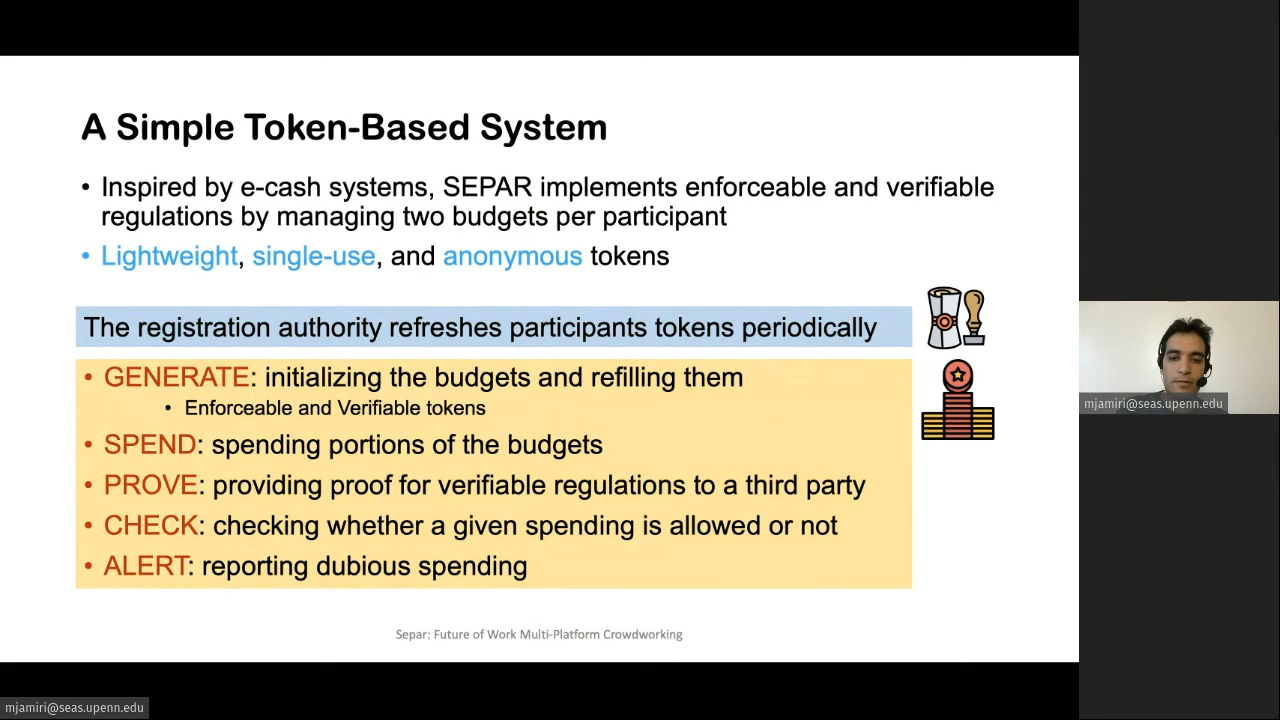 A Simple Token-Based System
• Inspired by e-cash systems, SEPAR implements enforceable and verifiable
regulations by managing two budgets per participant
• Lightweight, single-use, and anonymous tokens
The registration authority refreshes participants tokens periodically
• GENERATE: initializing the budgets and refilling them
• Enforceable and Verifiable tokens
• SPEND: spending portions of the budgets
• PROVE: providing proof for verifiable regulations to a third party
• CHECK: checking whether a given spending is allowed or not
• ALERT: reporting dubious spending
Separ: Future of Work Multi-Platform Crowdworking
mjamiri@seas.upenn.edu
mjamiri@seas.upenn.edu